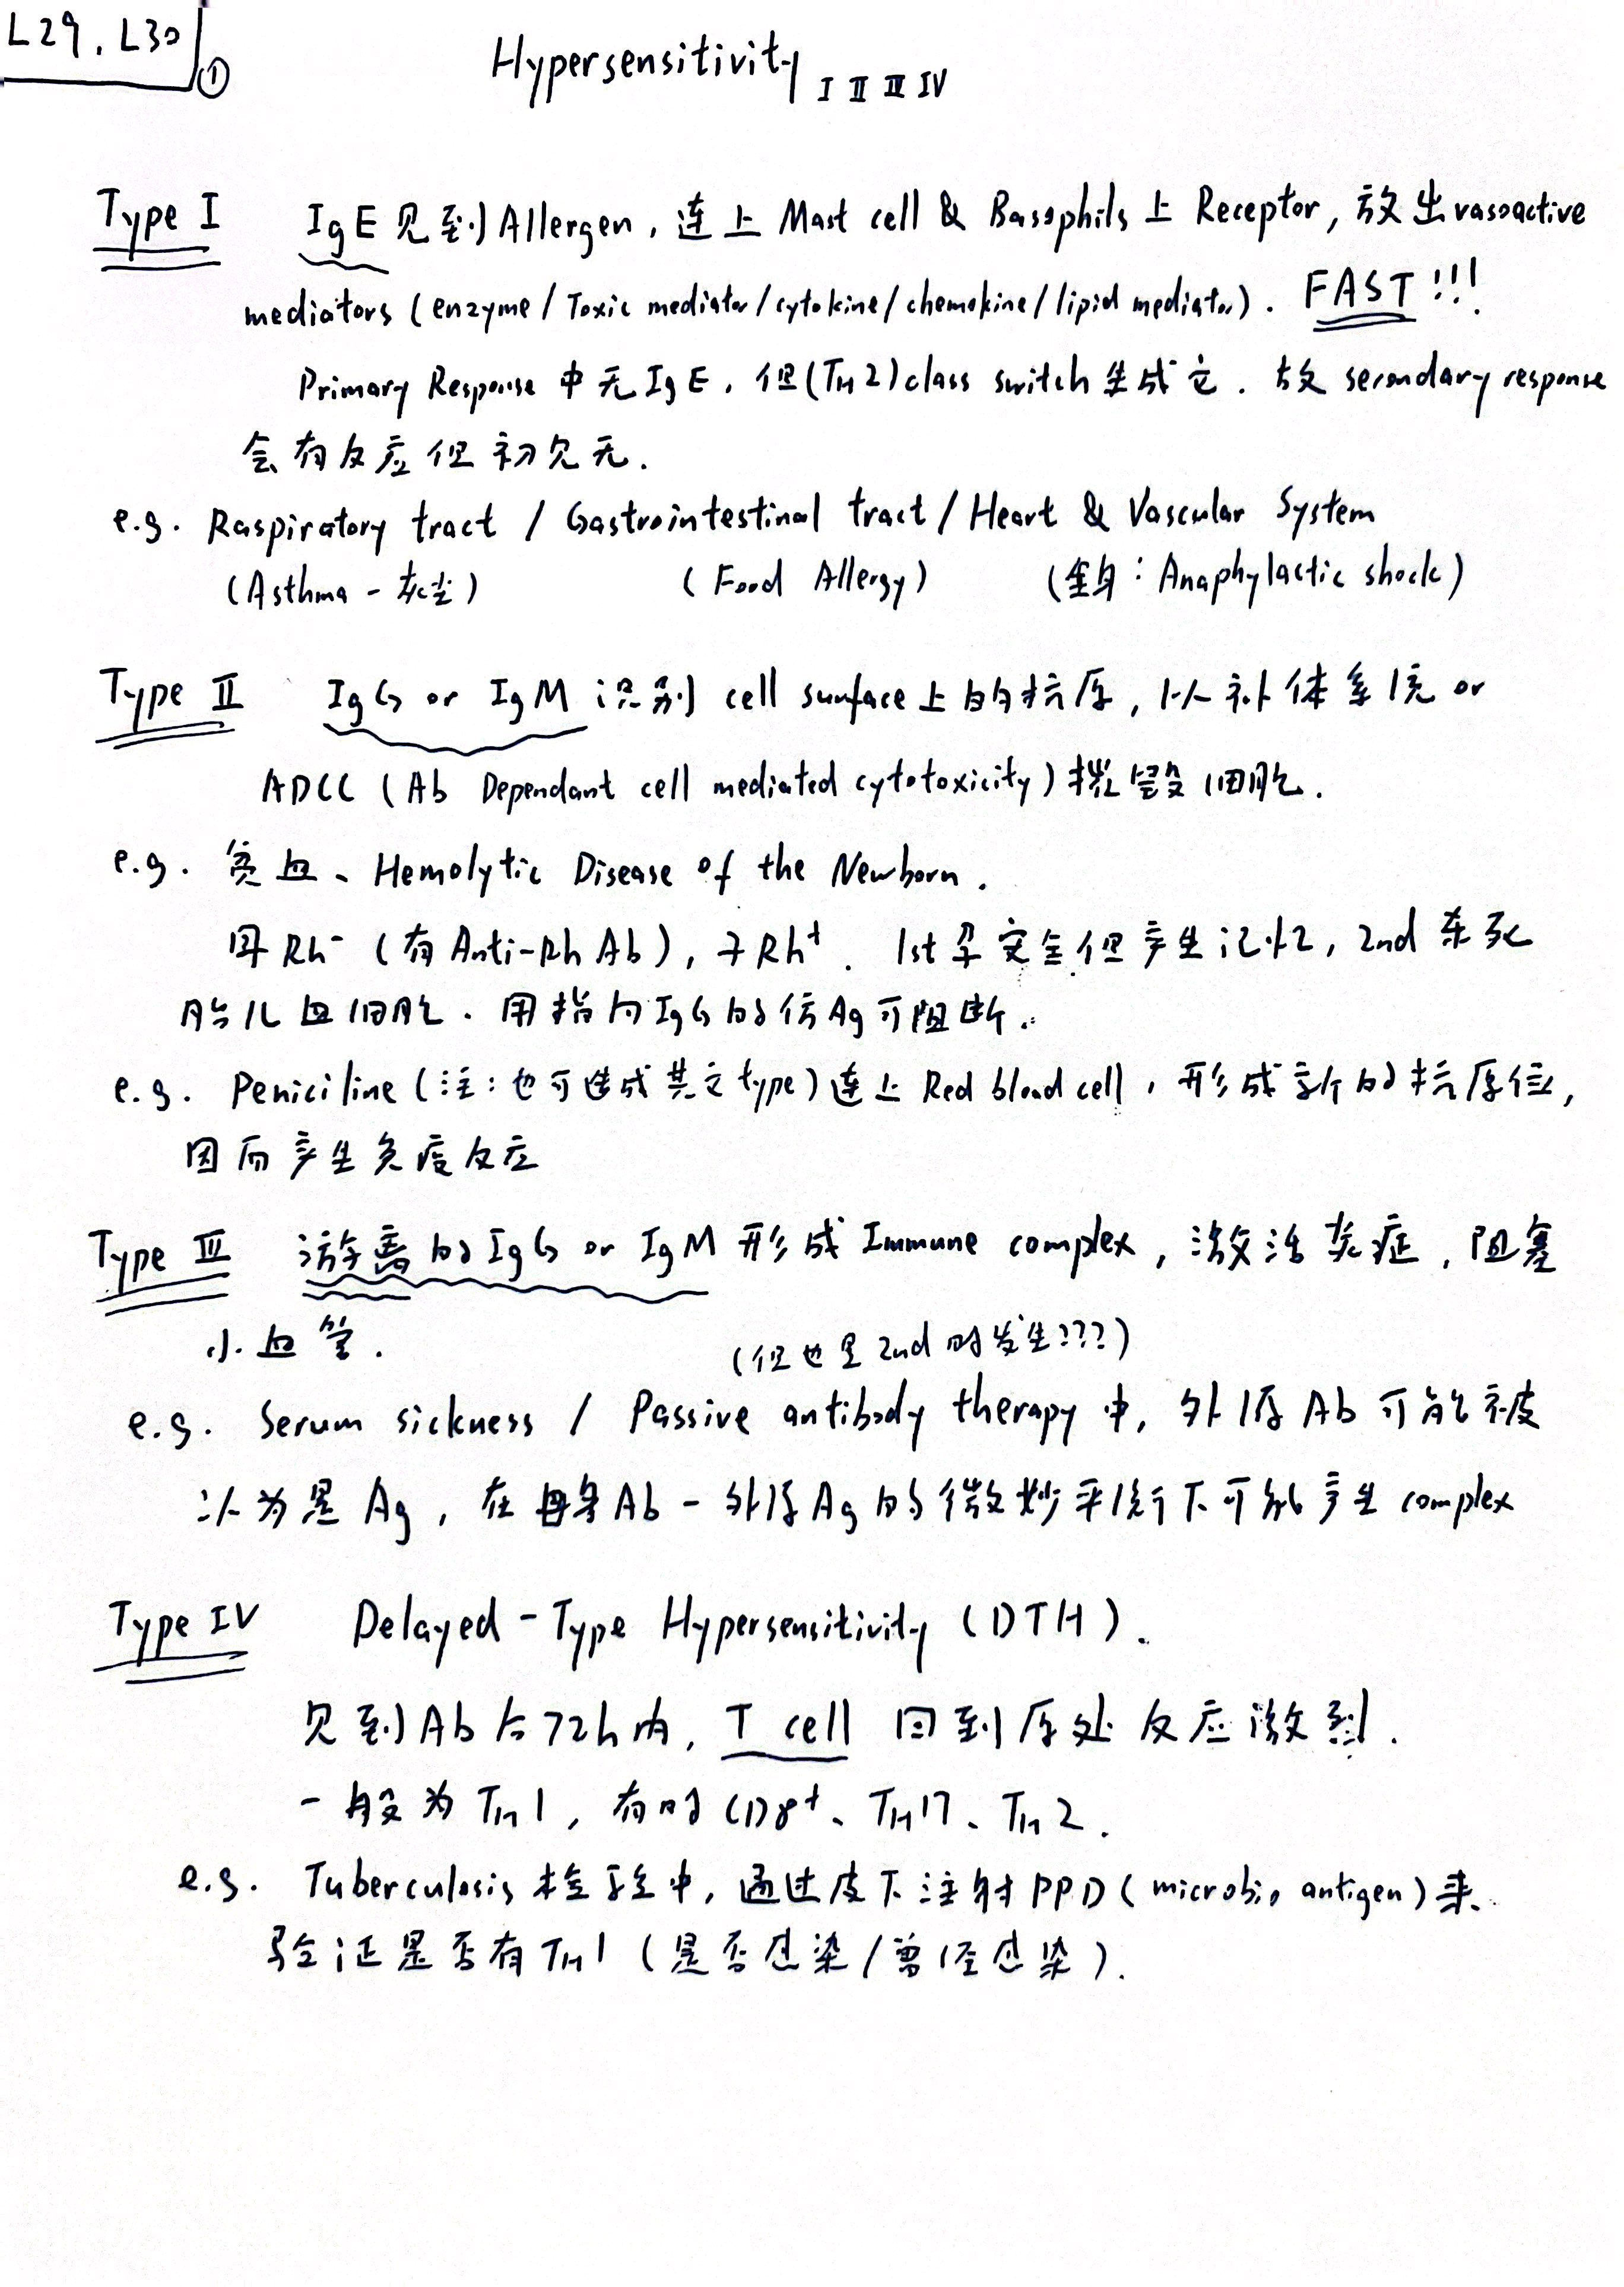 L29, L30
①
Hypersensitivity I II III IV
Type I IgE 见到 Allergen, 连上 Mast cell & Basophils 上 Receptor, 放出 vasoactive
mediators (enzyme / Toxic mediator / cytokine / chemokine / lipid mediator). FAST!!!
Primary Response 中无 IgE, 但 (TH2) class switch 生成它. 故 secondary response
会有反应但初见无.
e.g. Raspiratory tract / Gastrointestinal tract / Heart & Vascular System
(Asthma - 灰尘) (Food Allergy) (全身: Anaphylactic shock)
Type II IgG or IgM 识别 cell surface 上的抗原, 以补体系统 or
ADCC (Ab Dependant cell mediated cytotoxicity) 摧毁细胞.
e.g. 贫血、Hemolytic Disease of the Newborn.
母 Rh⁻ (有 Anti-Rh Ab), 子 Rh⁺. 1st 孕安全但产生记忆, 2nd 杀死
胎儿血细胞. 用指向 IgG 的仿 Ag 可阻断.
e.g. Peniciline (注: 也可造成其它 type) 连上 Red blood cell, 形成新的抗原位,
因而产生免疫反应
Type III 游离的 IgG or IgM 形成 Immune complex, 激活炎症, 阻塞
小血管. (但也是 2nd 时发生???)
e.g. Serum sickness / Passive antibody therapy 中, 外源 Ab 可能被
认为是 Ag, 在母亲 Ab - 外源 Ag 的微妙平衡下可能产生 complex
Type IV Delayed-Type Hypersensitivity (DTH).
见到 Ab 后 72h 内, T cell 回到原处反应激烈.
一般为 TH1, 有时 CD8⁺、TH17、TH2.
e.g. Tuberculosis 检验中, 通过皮下注射 PPD (microbio antigen) 来
验证是否有 TH1 (是否感染/曾经感染).